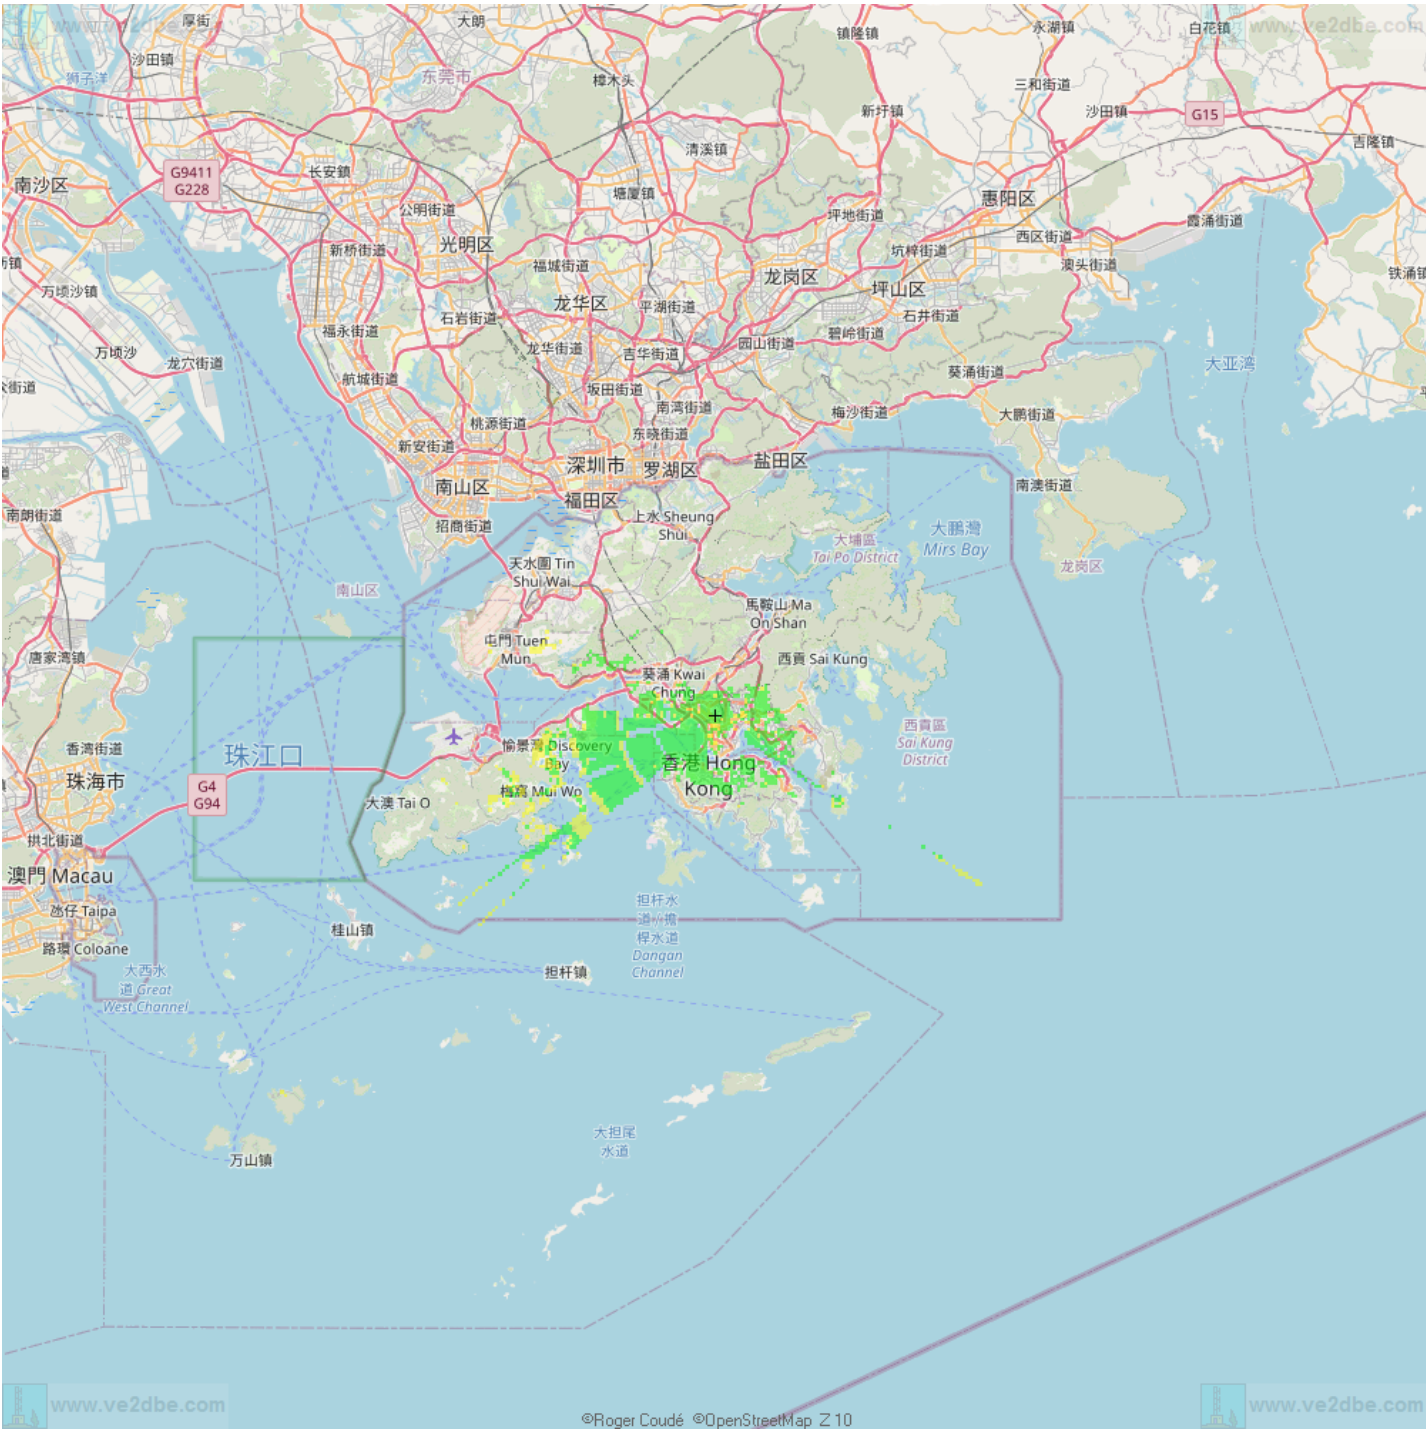 www.ve2dbe.com
厚街
大朗
镇隆镇
永湖镇
白花镇
www.ve2dbe.com
沙田镇
狮子洋
东莞市
樟木头
三和街道
新圩镇
沙田镇
G15
清溪镇
吉隆镇
G9411
G228
长安镇
南沙区
塘厦镇
惠阳区
公明街道
坪地街道
霞涌街道
新桥街道
光明区
西区街道
坑梓街道
福城街道
澳头街道
龙岗区
铁涌镇
万顷沙镇
坪山区
龙华区
平湖街道
石岩街道
石井街道
福永街道
碧岭街道
园山街道
万顷沙
龙华街道
吉华街道
龙穴街道
大亚湾
葵涌街道
航城街道
坂田街道
南湾街道
梅沙街道
大鹏街道
桃源街道
东晓街道
新安街道
深圳市
罗湖区
盐田区
南山区
南澳街道
福田区
南朗街道
招商街道
上水 Sheung
Shui
大鵬灣
Mirs Bay
大埔區
Tai Po District
天水圍 Tin
Shui Wai
龙岗区
南山区
馬鞍山 Ma
On Shan
屯門 Tuen
Mun
唐家湾镇
西貢 Sai Kung
葵涌 Kwai
Chung
西貢區
Sai Kung
District
香湾街道
珠江口
愉景灣 Discovery
Bay
香港 Hong
Kong
珠海市
G4
G94
梅窩 Mui Wo
大澳 Tai O
拱北街道
澳門 Macau
氹仔 Taipa
担杆水
道 / 擔
桿水道
Dangan
Channel
桂山镇
路環 Coloane
大西水
道 Great
West Channel
担杆镇
大担尾
水道
万山镇
www.ve2dbe.com
www.ve2dbe.com
©Roger Coudé ©OpenStreetMap Z 10